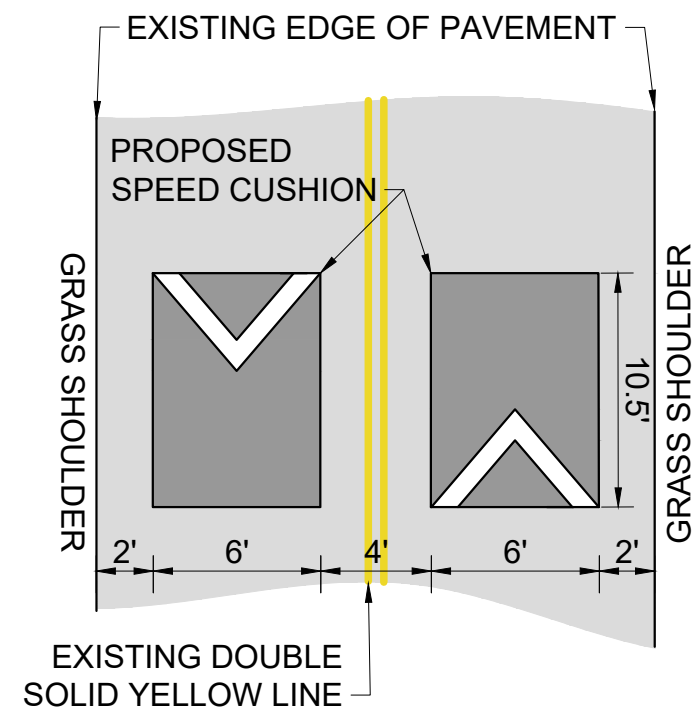 EXISTING EDGE OF PAVEMENT
PROPOSED
SPEED CUSHION
GRASS SHOULDER
GRASS SHOULDER
10.5'
2'
6'
4'
6'
2'
EXISTING DOUBLE
SOLID YELLOW LINE